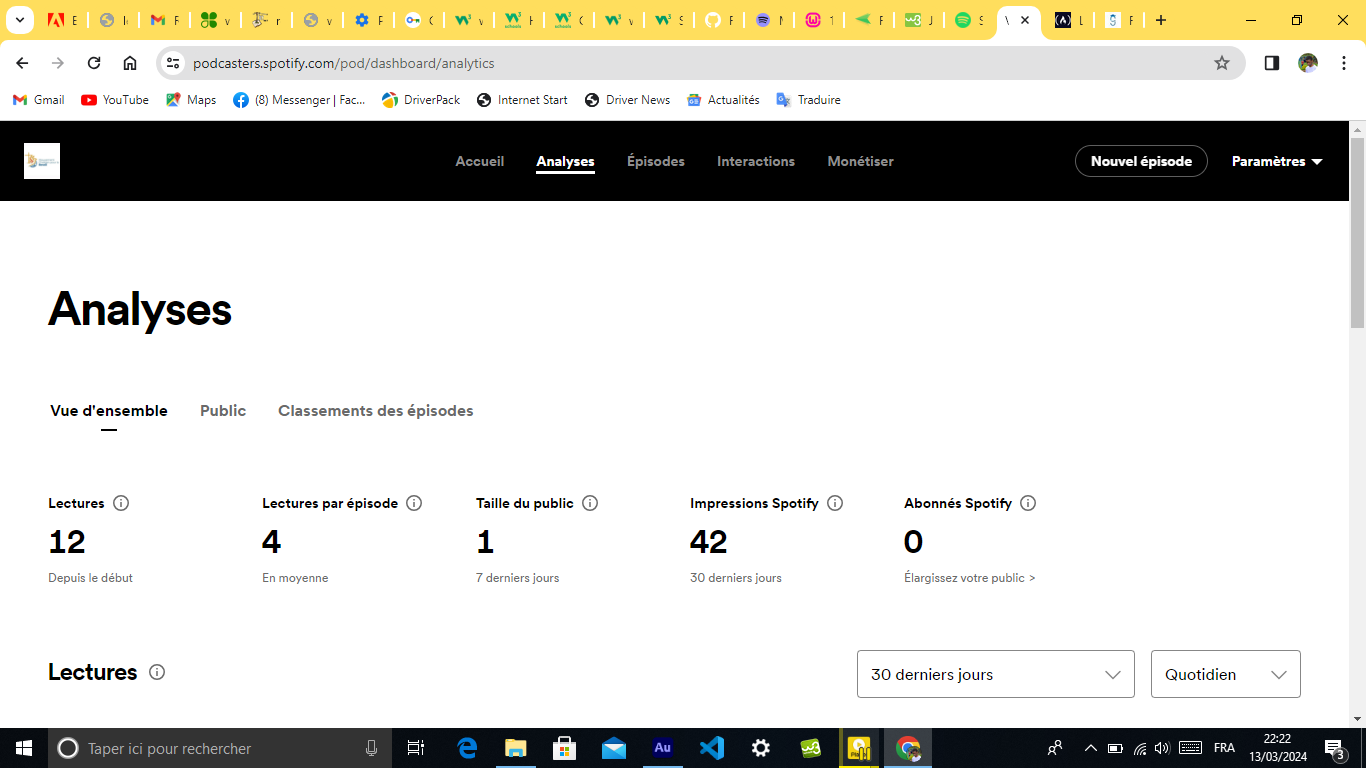 podcasters.spotify.com/pod/dashboard/analytics
Gmail YouTube Maps (8) Messenger | Fac... DriverPack Internet Start Driver News Actualités Traduire
Accueil Analyses Épisodes Interactions Monétiser Nouvel épisode Paramètres
Analyses
Vue d'ensemble Public Classements des épisodes
Lectures Lectures par épisode Taille du public Impressions Spotify Abonnés Spotify
12 4 1 42 0
Depuis le début En moyenne 7 derniers jours 30 derniers jours Élargissez votre public >
Lectures 30 derniers jours Quotidien
Taper ici pour rechercher Au FRA 22:22
13/03/2024 3